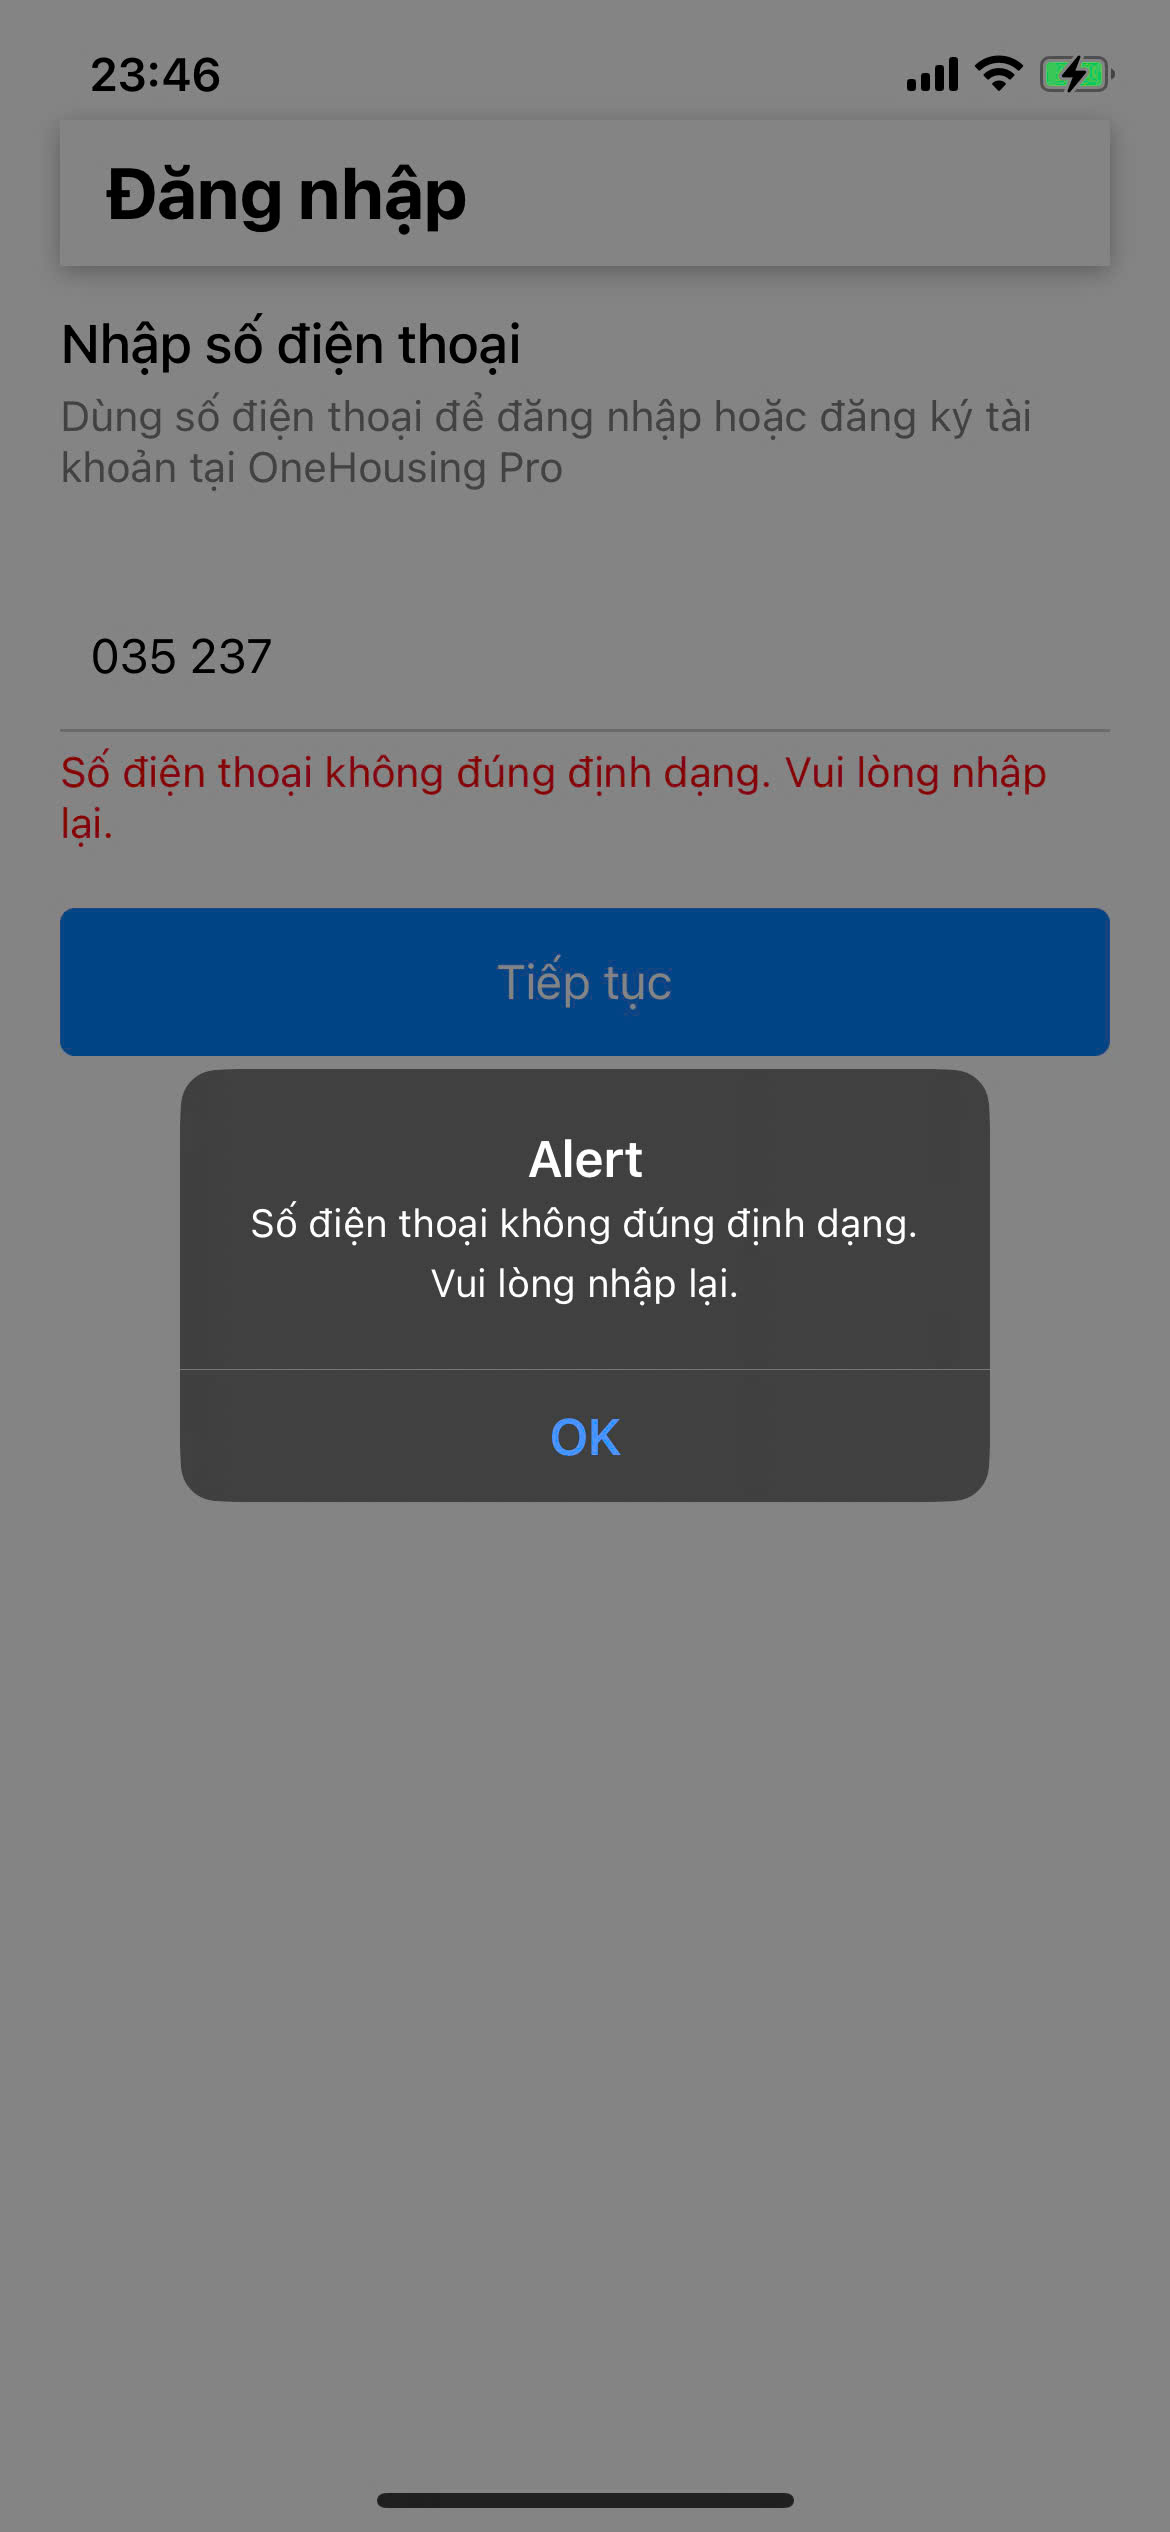 23:46
Đăng nhập
Nhập số điện thoại
Dùng số điện thoại để đăng nhập hoặc đăng ký tài
khoản tại OneHousing Pro
035 237
Số điện thoại không đúng định dạng. Vui lòng nhập
lại.
Tiếp tục
Alert
Số điện thoại không đúng định dạng.
Vui lòng nhập lại.
OK